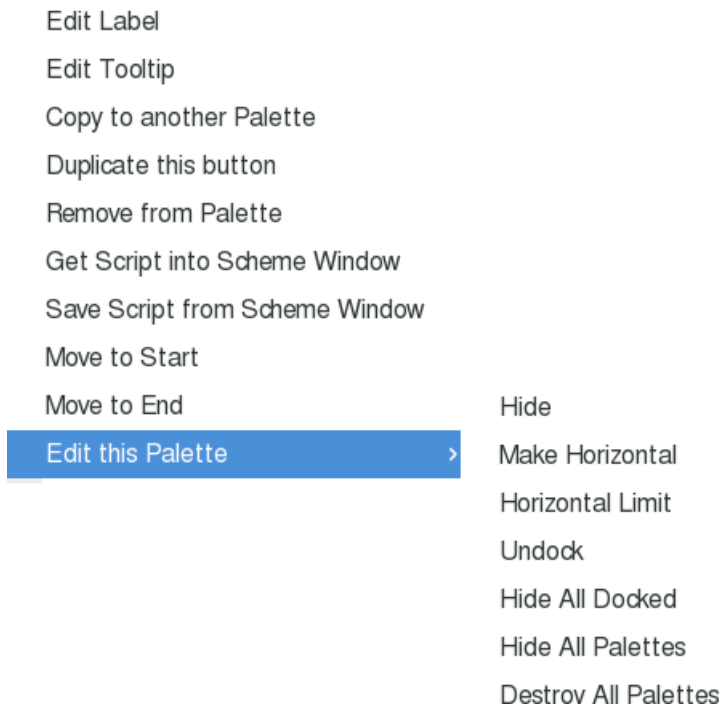 Edit Label
Edit Tooltip
Copy to another Palette
Duplicate this button
Remove from Palette
Get Script into Scheme Window
Save Script from Scheme Window
Move to Start
Move to End
Edit this Palette
Hide
Make Horizontal
Horizontal Limit
Undock
Hide All Docked
Hide All Palettes
Destroy All Palettes